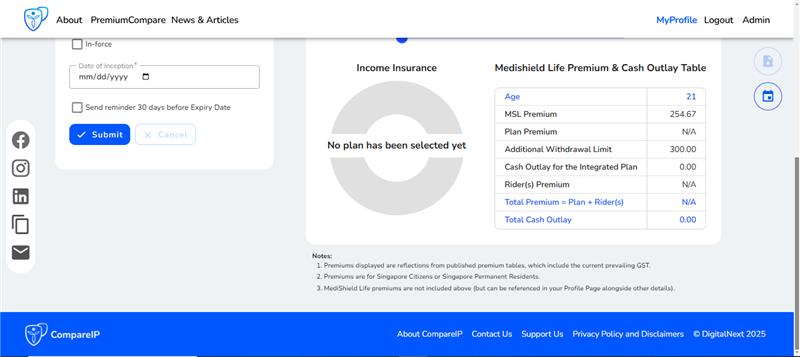 About PremiumCompare News & Articles MyProfile Logout Admin
In-force
Date of Inception *
mm/dd/yyyy
Send reminder 30 days before Expiry Date
Submit Cancel
Income Insurance
No plan has been selected yet
Medishield Life Premium & Cash Outlay Table
Age 21
MSL Premium 254.67
Plan Premium N/A
Additional Withdrawal Limit 300.00
Cash Outlay for the Integrated Plan 0.00
Rider(s) Premium N/A
Total Premium = Plan + Rider(s) N/A
Total Cash Outlay 0.00
Notes:
1. Premiums displayed are reflections from published premium tables, which include the current prevailing GST.
2. Premiums are for Singapore Citizens or Singapore Permanent Residents.
3. MediShield Life premiums are not included above (but can be referenced in your Profile Page alongside other details).
CompareIP About CompareIP Contact Us Support Us Privacy Policy and Disclaimers © DigitalNext 2025